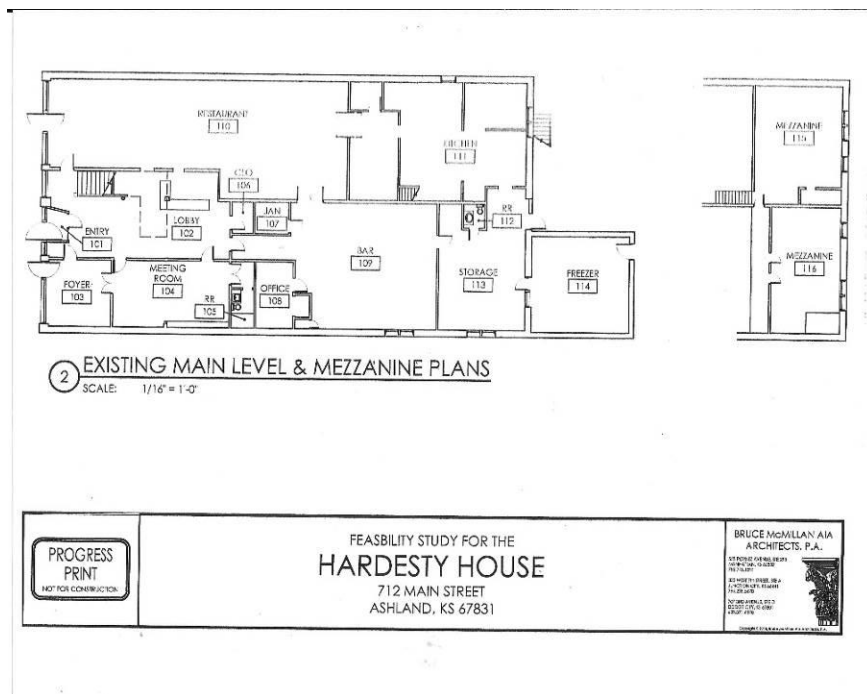 RESTAURANT
110
KITCHEN
111
MEZZANINE
115
CLO
106
JAN
107
LOBBY
102
RR
112
ENTRY
101
BAR
109
MEZZANINE
116
MEETING
ROOM
104
STORAGE
113
FREEZER
114
FOYER
103
OFFICE
108
RR
105
2
EXISTING MAIN LEVEL & MEZZANINE PLANS
SCALE: 1/16" = 1'-0"
PROGRESS
PRINT
NOT FOR CONSTRUCTION
FEASBILITY STUDY FOR THE
HARDESTY HOUSE
712 MAIN STREET
ASHLAND, KS 67831
BRUCE McMILLAN AIA
ARCHITECTS, P.A.